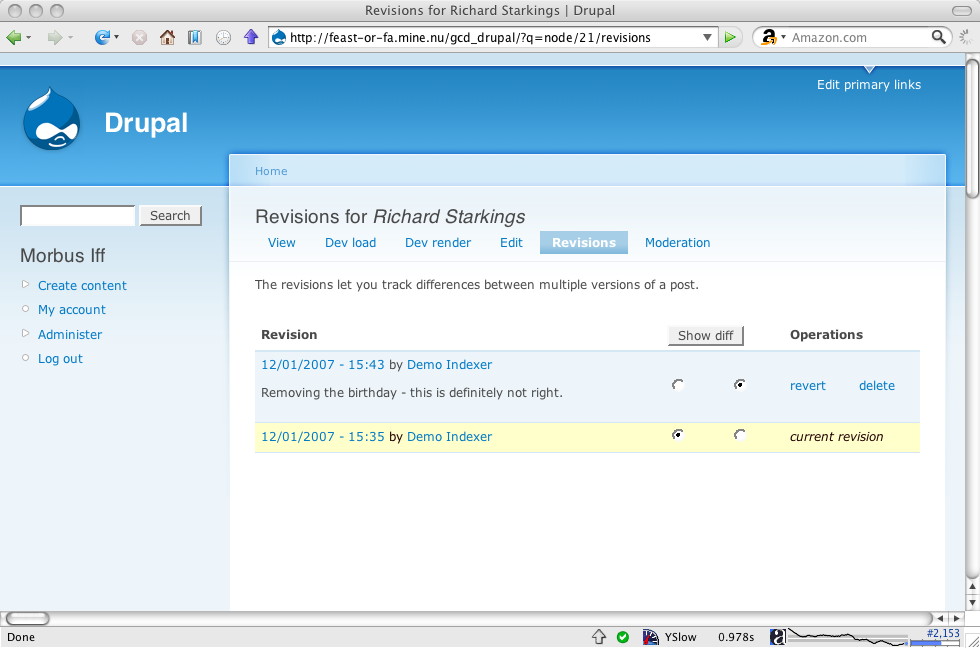 Revisions for Richard Starkings | Drupal
http://feast-or-fa.mine.nu/gcd_drupal/?q=node/21/revisions
Amazon.com
Edit primary links
Drupal
Home
Search
Revisions for Richard Starkings
View Dev load Dev render Edit Revisions Moderation
Morbus Iff
Create content
My account
Administer
Log out
The revisions let you track differences between multiple versions of a post.
Revision Show diff Operations
12/01/2007 - 15:43 by Demo Indexer
Removing the birthday - this is definitely not right.
revert delete
12/01/2007 - 15:35 by Demo Indexer current revision
Done YSlow 0.978s a #2,153